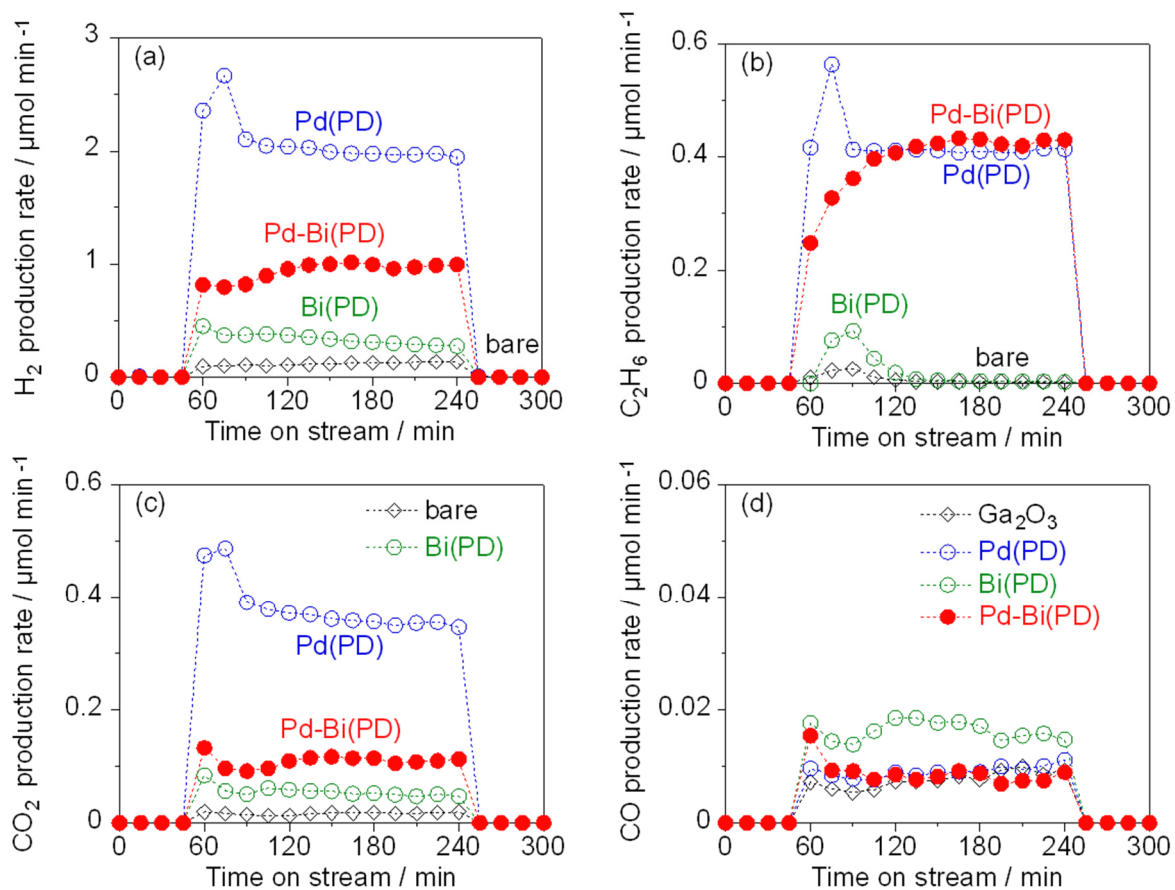 (a)
H₂ production rate / μmol min⁻¹
3
2
1
0
Pd(PD)
Pd-Bi(PD)
Bi(PD)
bare
0 60 120 180 240 300
Time on stream / min
(b)
C₂H₆ production rate / μmol min⁻¹
0.6
0.4
0.2
0
Pd-Bi(PD)
Pd(PD)
Bi(PD)
bare
0 60 120 180 240 300
Time on stream / min
(c)
CO₂ production rate / μmol min⁻¹
0.6
0.4
0.2
0
bare
Bi(PD)
Pd(PD)
Pd-Bi(PD)
0 60 120 180 240 300
Time on stream / min
(d)
CO production rate / μmol min⁻¹
0.06
0.04
0.02
0
Ga₂O₃
Pd(PD)
Bi(PD)
Pd-Bi(PD)
0 60 120 180 240 300
Time on stream / min